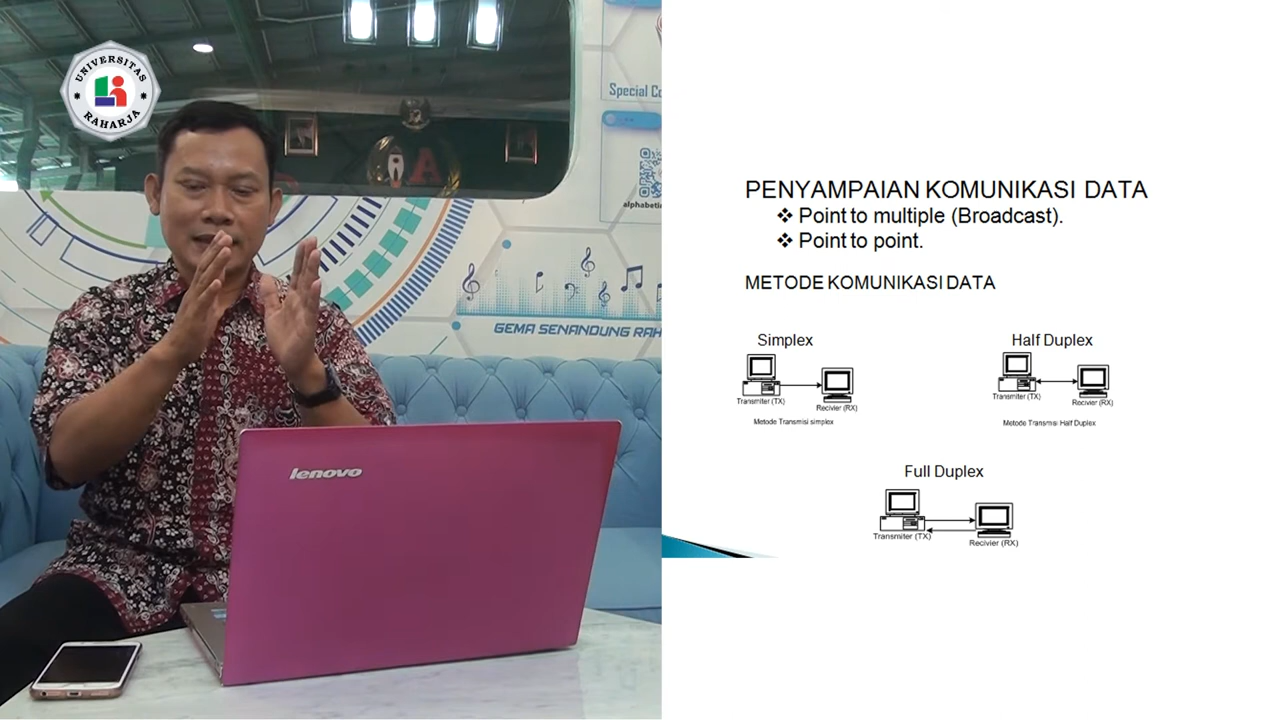 UNIVERSITAS
RAHARJA
Special Co
alphabeti
A
GEMA SENANDUNG RAH
lenovo
PENYAMPAIAN KOMUNIKASI DATA
❖ Point to multiple (Broadcast).
❖ Point to point.
METODE KOMUNIKASI DATA
Simplex
Transmiter (TX)
Recivier (RX)
Metode Transmisi simplex
Half Duplex
Transmiter (TX)
Recivier (RX)
Metode Transmisi Half Duplex
Full Duplex
Transmiter (TX)
Recivier (RX)